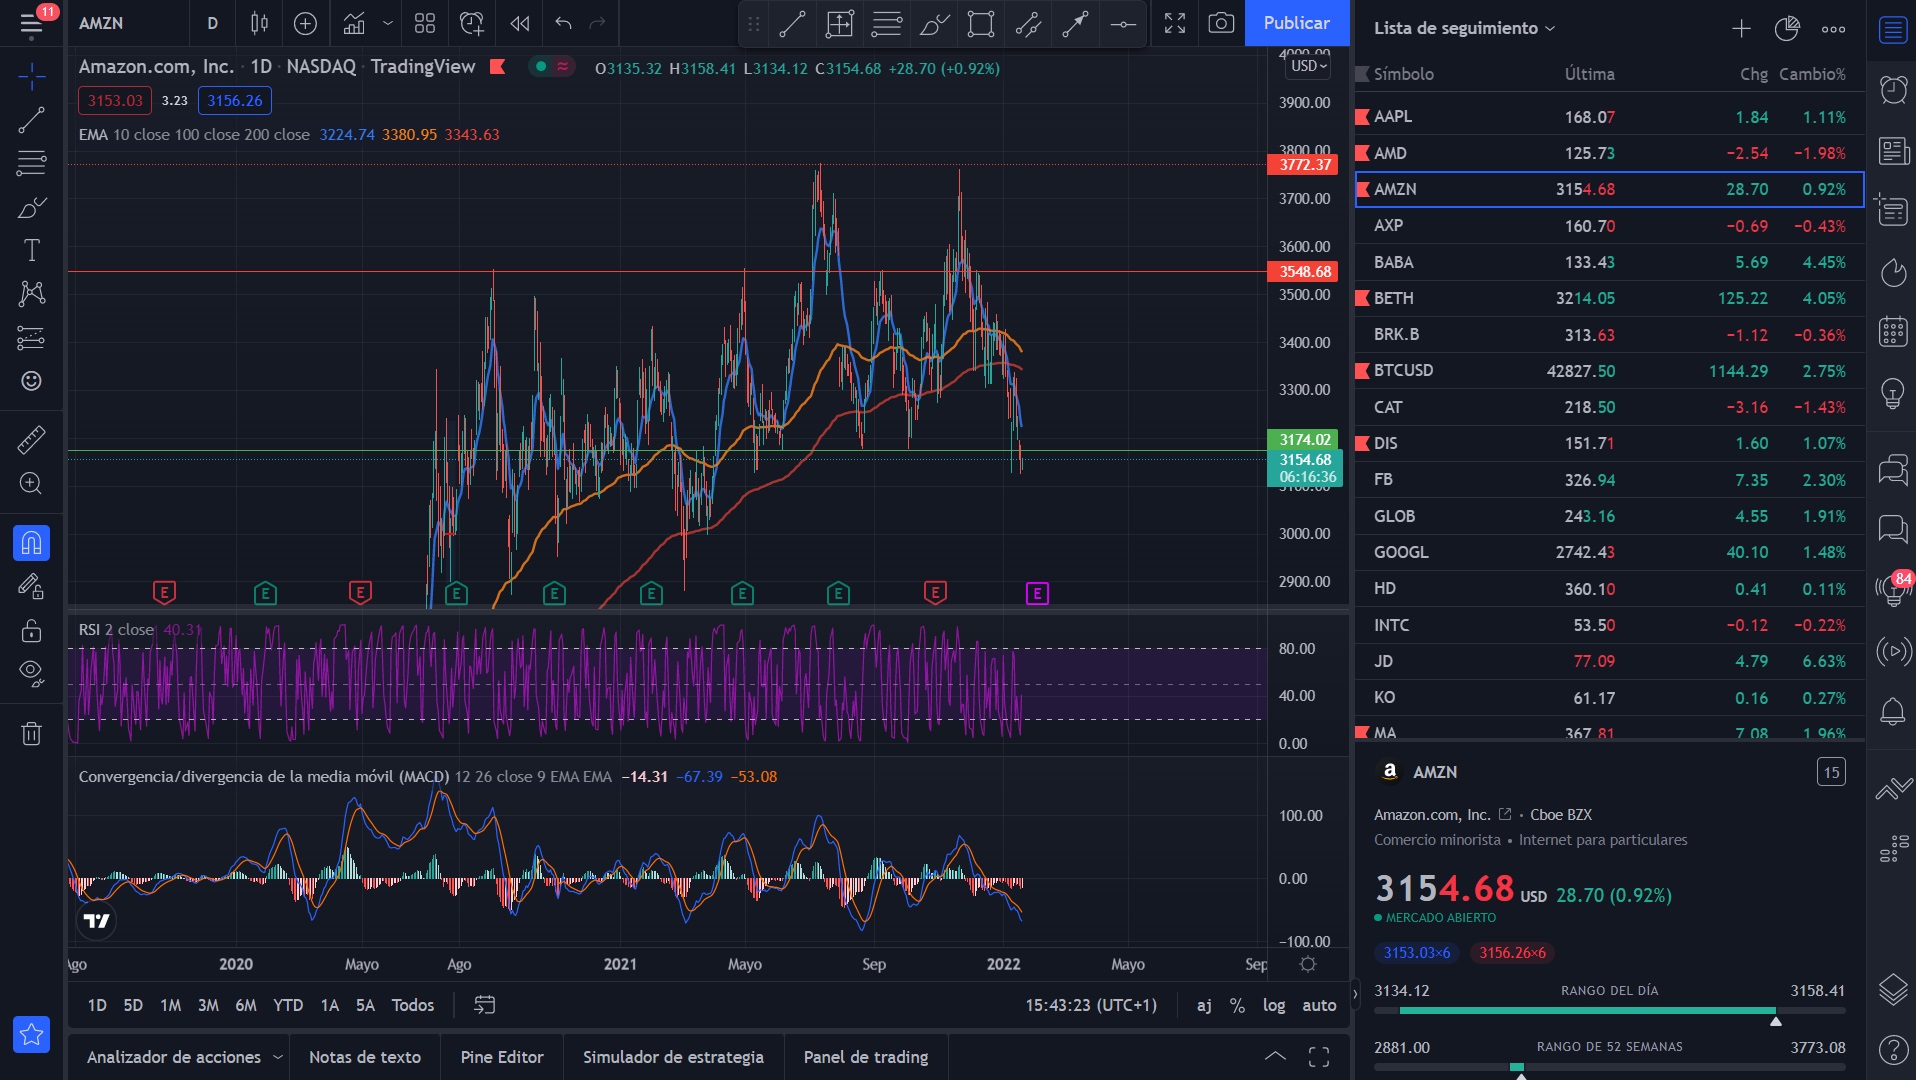 11
AMZN
D
Publicar
Amazon.com, Inc. · 1D · NASDAQ · TradingView
O3135.32 H3158.41 L3134.12 C3154.68 +28.70 (+0.92%)
3153.03 3.23 3156.26
EMA 10 close 100 close 200 close 3224.74 3380.95 3343.63
4000.00
USD
3900.00
3800.00
3772.37
3700.00
3600.00
3548.68
3500.00
3400.00
3300.00
3174.02
3154.68
06:16:36
3100.00
3000.00
2900.00
E E E E E E E E E E
RSI 2 close 40.31
80.00
40.00
0.00
Convergencia/divergencia de la media móvil (MACD) 12 26 close 9 EMA EMA −14.31 −67.39 −53.08
100.00
0.00
−100.00
Ago 2020 Mayo Ago 2021 Mayo Sep 2022 Mayo Sep
1D 5D 1M 3M 6M YTD 1A 5A Todos
15:43:23 (UTC+1) aj % log auto
Analizador de acciones Notas de texto Pine Editor Simulador de estrategia Panel de trading
Lista de seguimiento
Símbolo Última Chg Cambio%
AAPL 168.07 1.84 1.11%
AMD 125.73 −2.54 −1.98%
AMZN 3154.68 28.70 0.92%
AXP 160.70 −0.69 −0.43%
BABA 133.43 5.69 4.45%
BETH 3214.05 125.22 4.05%
BRK.B 313.63 −1.12 −0.36%
BTCUSD 42827.50 1144.29 2.75%
CAT 218.50 −3.16 −1.43%
DIS 151.71 1.60 1.07%
FB 326.94 7.35 2.30%
GLOB 243.16 4.55 1.91%
GOOGL 2742.43 40.10 1.48%
HD 360.10 0.41 0.11%
INTC 53.50 −0.12 −0.22%
JD 77.09 4.79 6.63%
KO 61.17 0.16 0.27%
MA 367.81 7.08 1.96%
84
a AMZN
15
Amazon.com, Inc. · Cboe BZX
Comercio minorista • Internet para particulares
3154.68 USD 28.70 (0.92%)
MERCADO ABIERTO
3153.03×6 3156.26×6
3134.12 RANGO DEL DÍA 3158.41
2881.00 RANGO DE 52 SEMANAS 3773.08